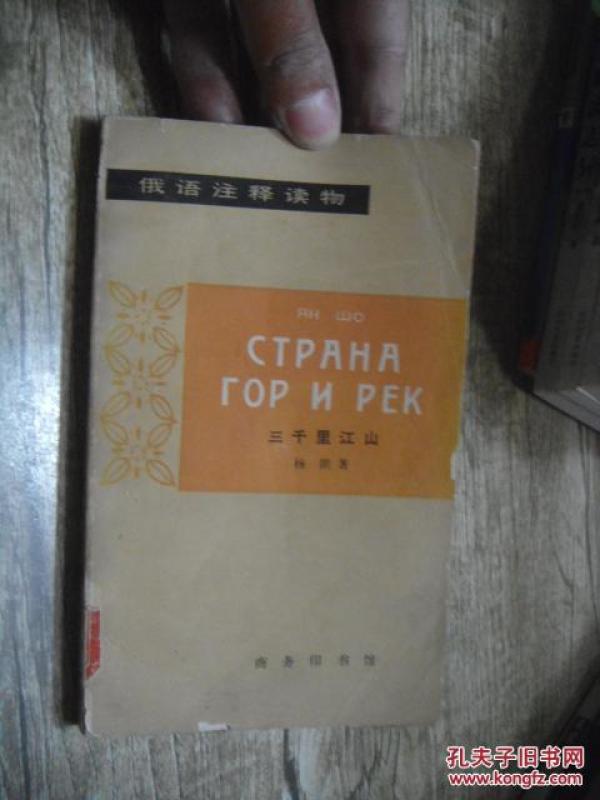 俄语注释读物
ЯН ШО
СТРАНА
ГОР И РЕК
三千里江山
杨朔著
商务印书馆
孔夫子旧书网
www.kongfz.com